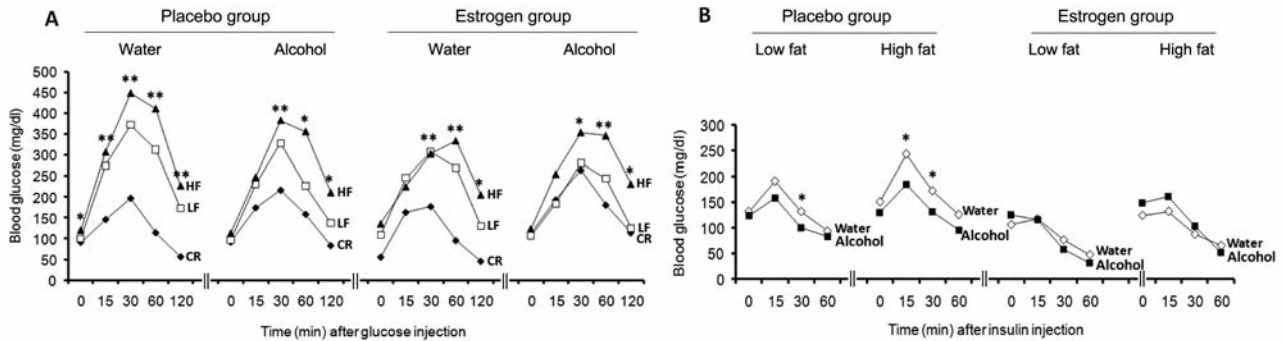 A
Placebo group
Estrogen group
Water
Alcohol
Water
Alcohol
Blood glucose (mg/dl)
500
450
400
350
300
250
200
150
100
50
0
*
**
**
**
**
HF
LF
CR
**
*
*
HF
LF
CR
**
**
*
HF
LF
CR
*
**
*
HF
LF
CR
0 15 30 60 120
0 15 30 60 120
0 15 30 60 120
0 15 30 60 120
Time (min) after glucose injection
B
Placebo group
Estrogen group
Low fat
High fat
Low fat
High fat
Blood glucose (mg/dl)
300
250
200
150
100
50
0
*
Water
Alcohol
*
*
Water
Alcohol
Water
Alcohol
Water
Alcohol
0 15 30 60
0 15 30 60
0 15 30 60
0 15 30 60
Time (min) after insulin injection